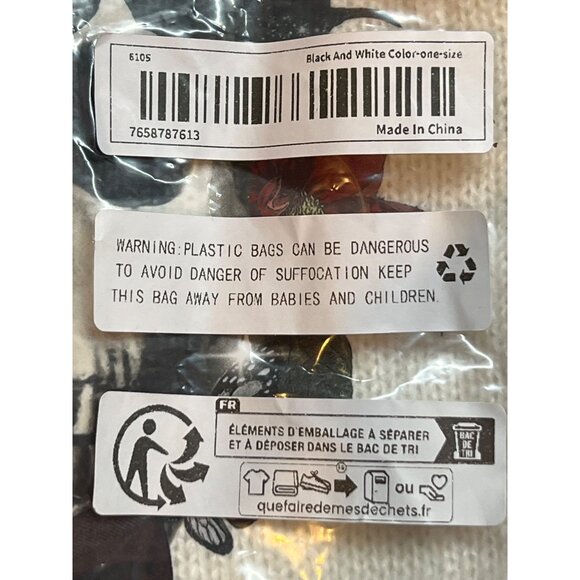 6105 Black And White Color-one-size
7658787613 Made In China
WARNING:PLASTIC BAGS CAN BE DANGEROUS
TO AVOID DANGER OF SUFFOCATION KEEP
THIS BAG AWAY FROM BABIES AND CHILDREN.
FR
ÉLÉMENTS D'EMBALLAGE À SÉPARER
ET À DÉPOSER DANS LE BAC DE TRI
BAC
DE
TRI
ou
quefairedemesdechets.fr